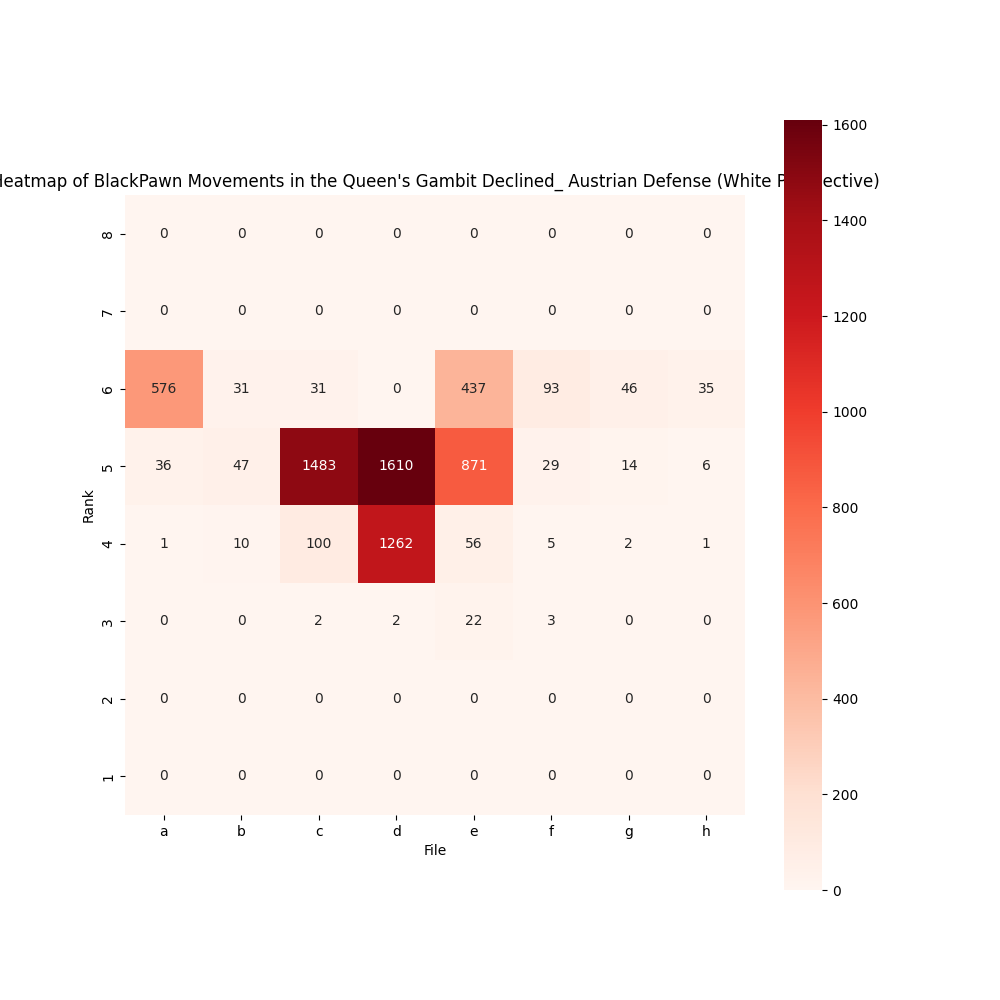 eatmap of BlackPawn Movements in the Queen's Gambit Declined_ Austrian Defense (White P ective)
1600
1400
1200
1000
800
600
400
200
0
8 0 0 0 0 0 0 0 0
7 0 0 0 0 0 0 0 0
6 576 31 31 0 437 93 46 35
5 36 47 1483 1610 871 29 14 6
Rank
4 1 10 100 1262 56 5 2 1
3 0 0 2 2 22 3 0 0
2 0 0 0 0 0 0 0 0
1 0 0 0 0 0 0 0 0
a b c d e f g h
File